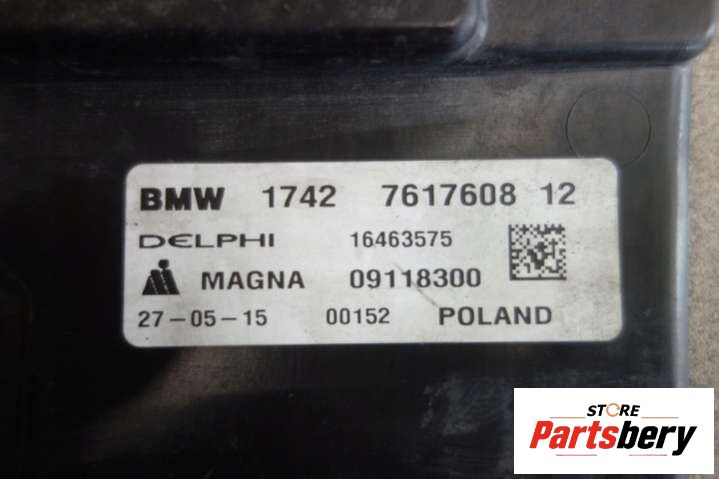 BMW 1742 7617608 12
DELPHI 16463575
MAGNA 09118300
27-05-15 00152 POLAND
STORE
Partsbery